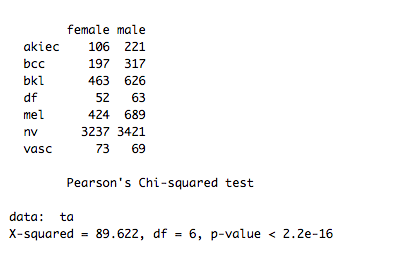 female male
akiec 106 221
bcc 197 317
bkl 463 626
df 52 63
mel 424 689
nv 3237 3421
vasc 73 69
Pearson's Chi-squared test
data: ta
X-squared = 89.622, df = 6, p-value < 2.2e-16